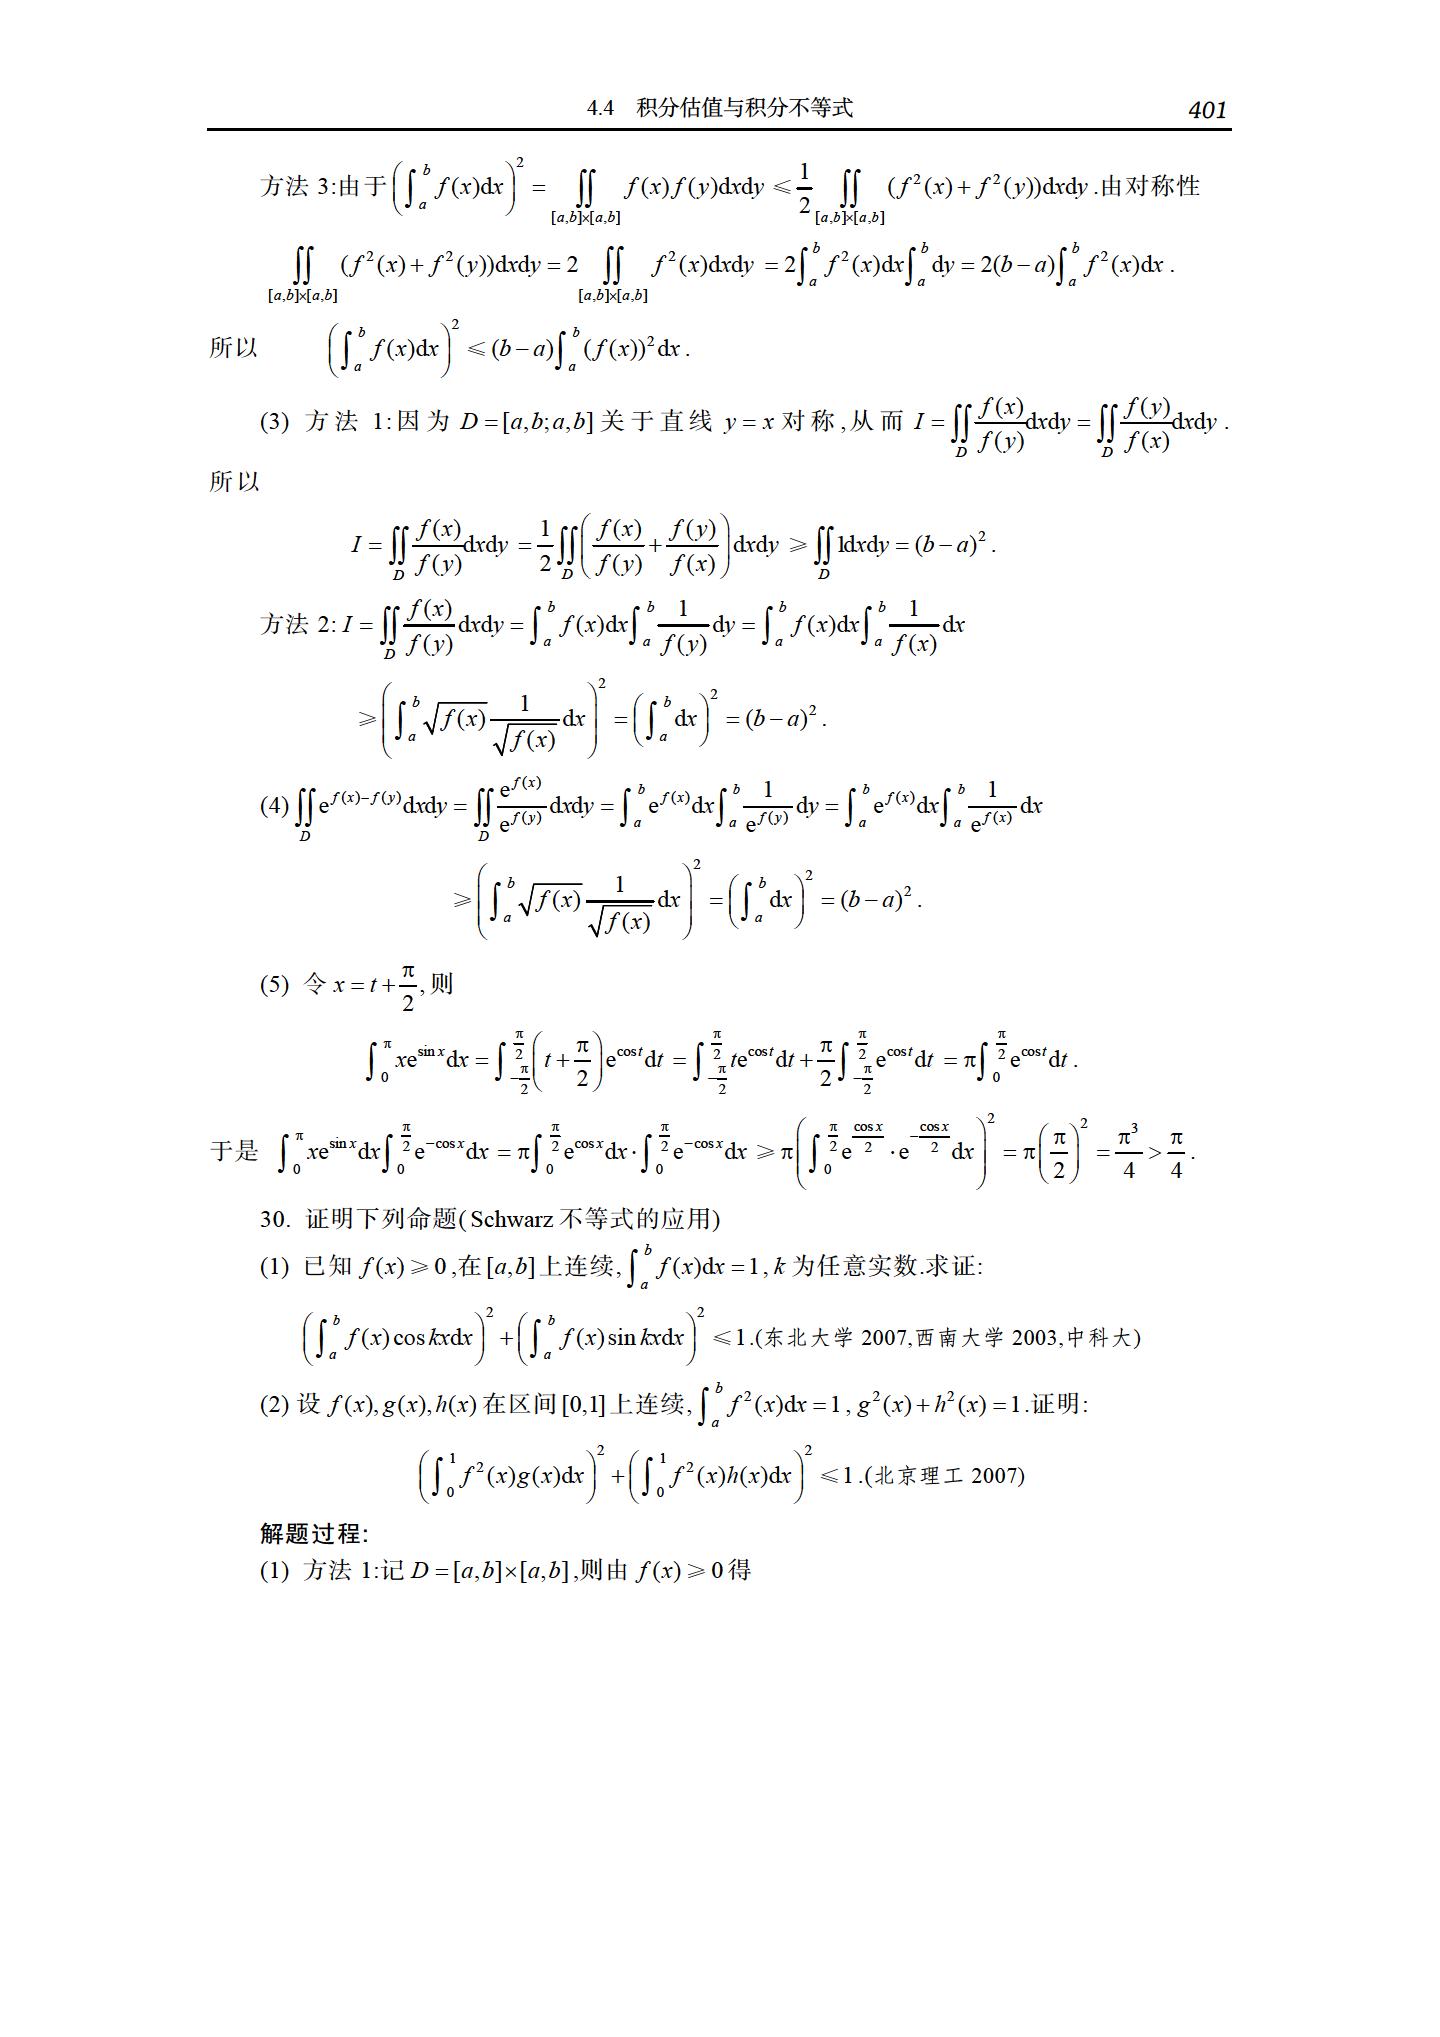 4.4 积分估值与积分不等式 401
方法 3:由于$\left(\int_a^b f(x)dx\right)^2=\iint\limits_{[a,b]\times[a,b]} f(x)f(y)dxdy\leqslant\frac{1}{2}\iint\limits_{[a,b]\times[a,b]}(f^2(x)+f^2(y))dxdy$.由对称性
$\iint\limits_{[a,b]\times[a,b]}(f^2(x)+f^2(y))dxdy=2\iint\limits_{[a,b]\times[a,b]}f^2(x)dxdy=2\int_a^b f^2(x)dx\int_a^b dy=2(b-a)\int_a^b f^2(x)dx$.
所以 $\left(\int_a^b f(x)dx\right)^2\leqslant(b-a)\int_a^b(f(x))^2dx$.
(3) 方法 1:因为 $D=[a,b;a,b]$ 关于直线 $y=x$ 对称,从而 $I=\iint\limits_D\frac{f(x)}{f(y)}dxdy=\iint\limits_D\frac{f(y)}{f(x)}dxdy$.
所以
$I=\iint\limits_D\frac{f(x)}{f(y)}dxdy=\frac{1}{2}\iint\limits_D\left(\frac{f(x)}{f(y)}+\frac{f(y)}{f(x)}\right)dxdy\geqslant\iint\limits_D 1dxdy=(b-a)^2$.
方法 2: $I=\iint\limits_D\frac{f(x)}{f(y)}dxdy=\int_a^b f(x)dx\int_a^b\frac{1}{f(y)}dy=\int_a^b f(x)dx\int_a^b\frac{1}{f(x)}dx$
$\geqslant\left(\int_a^b\sqrt{f(x)}\frac{1}{\sqrt{f(x)}}dx\right)^2=\left(\int_a^b dx\right)^2=(b-a)^2$.
(4) $\iint\limits_D e^{f(x)-f(y)}dxdy=\iint\limits_D\frac{e^{f(x)}}{e^{f(y)}}dxdy=\int_a^b e^{f(x)}dx\int_a^b\frac{1}{e^{f(y)}}dy=\int_a^b e^{f(x)}dx\int_a^b\frac{1}{e^{f(x)}}dx$
$\geqslant\left(\int_a^b\sqrt{f(x)}\frac{1}{\sqrt{f(x)}}dx\right)^2=\left(\int_a^b dx\right)^2=(b-a)^2$.
(5) 令 $x=t+\frac{\pi}{2}$,则
$\int_0^{\pi}xe^{\sin x}dx=\int_{-\frac{\pi}{2}}^{\frac{\pi}{2}}\left(t+\frac{\pi}{2}\right)e^{\cos t}dt=\int_{-\frac{\pi}{2}}^{\frac{\pi}{2}}te^{\cos t}dt+\frac{\pi}{2}\int_{-\frac{\pi}{2}}^{\frac{\pi}{2}}e^{\cos t}dt=\pi\int_0^{\frac{\pi}{2}}e^{\cos t}dt$.
于是 $\int_0^{\pi}xe^{\sin x}dx\int_0^{\frac{\pi}{2}}e^{-\cos x}dx=\pi\int_0^{\frac{\pi}{2}}e^{\cos x}dx\cdot\int_0^{\frac{\pi}{2}}e^{-\cos x}dx\geqslant\pi\left(\int_0^{\frac{\pi}{2}}e^{\frac{\cos x}{2}}\cdot e^{-\frac{\cos x}{2}}dx\right)^2=\pi\left(\frac{\pi}{2}\right)^2=\frac{\pi^3}{4}>\frac{\pi}{4}$.
30. 证明下列命题(Schwarz 不等式的应用)
(1) 已知 $f(x)\geqslant0$,在$[a,b]$上连续,$\int_a^b f(x)dx=1$,$k$ 为任意实数.求证:
$\left(\int_a^b f(x)\cos kxdx\right)^2+\left(\int_a^b f(x)\sin kxdx\right)^2\leqslant1$.(东北大学 2007,西南大学 2003,中科大)
(2) 设 $f(x),g(x),h(x)$ 在区间$[0,1]$上连续,$\int_a^b f^2(x)dx=1$,$g^2(x)+h^2(x)=1$.证明:
$\left(\int_0^1 f^2(x)g(x)dx\right)^2+\left(\int_0^1 f^2(x)h(x)dx\right)^2\leqslant1$.(北京理工 2007)
解题过程:
(1) 方法 1:记 $D=[a,b]\times[a,b]$,则由 $f(x)\geqslant0$ 得